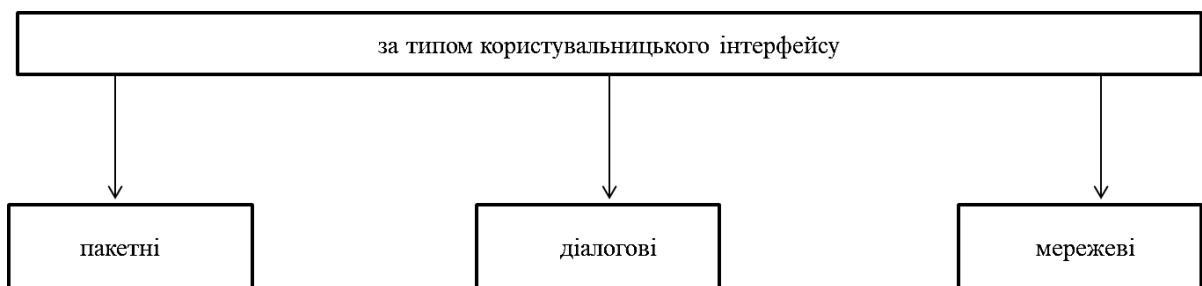 за типом користувальницького інтерфейсу
пакетні
діалогові
мережеві